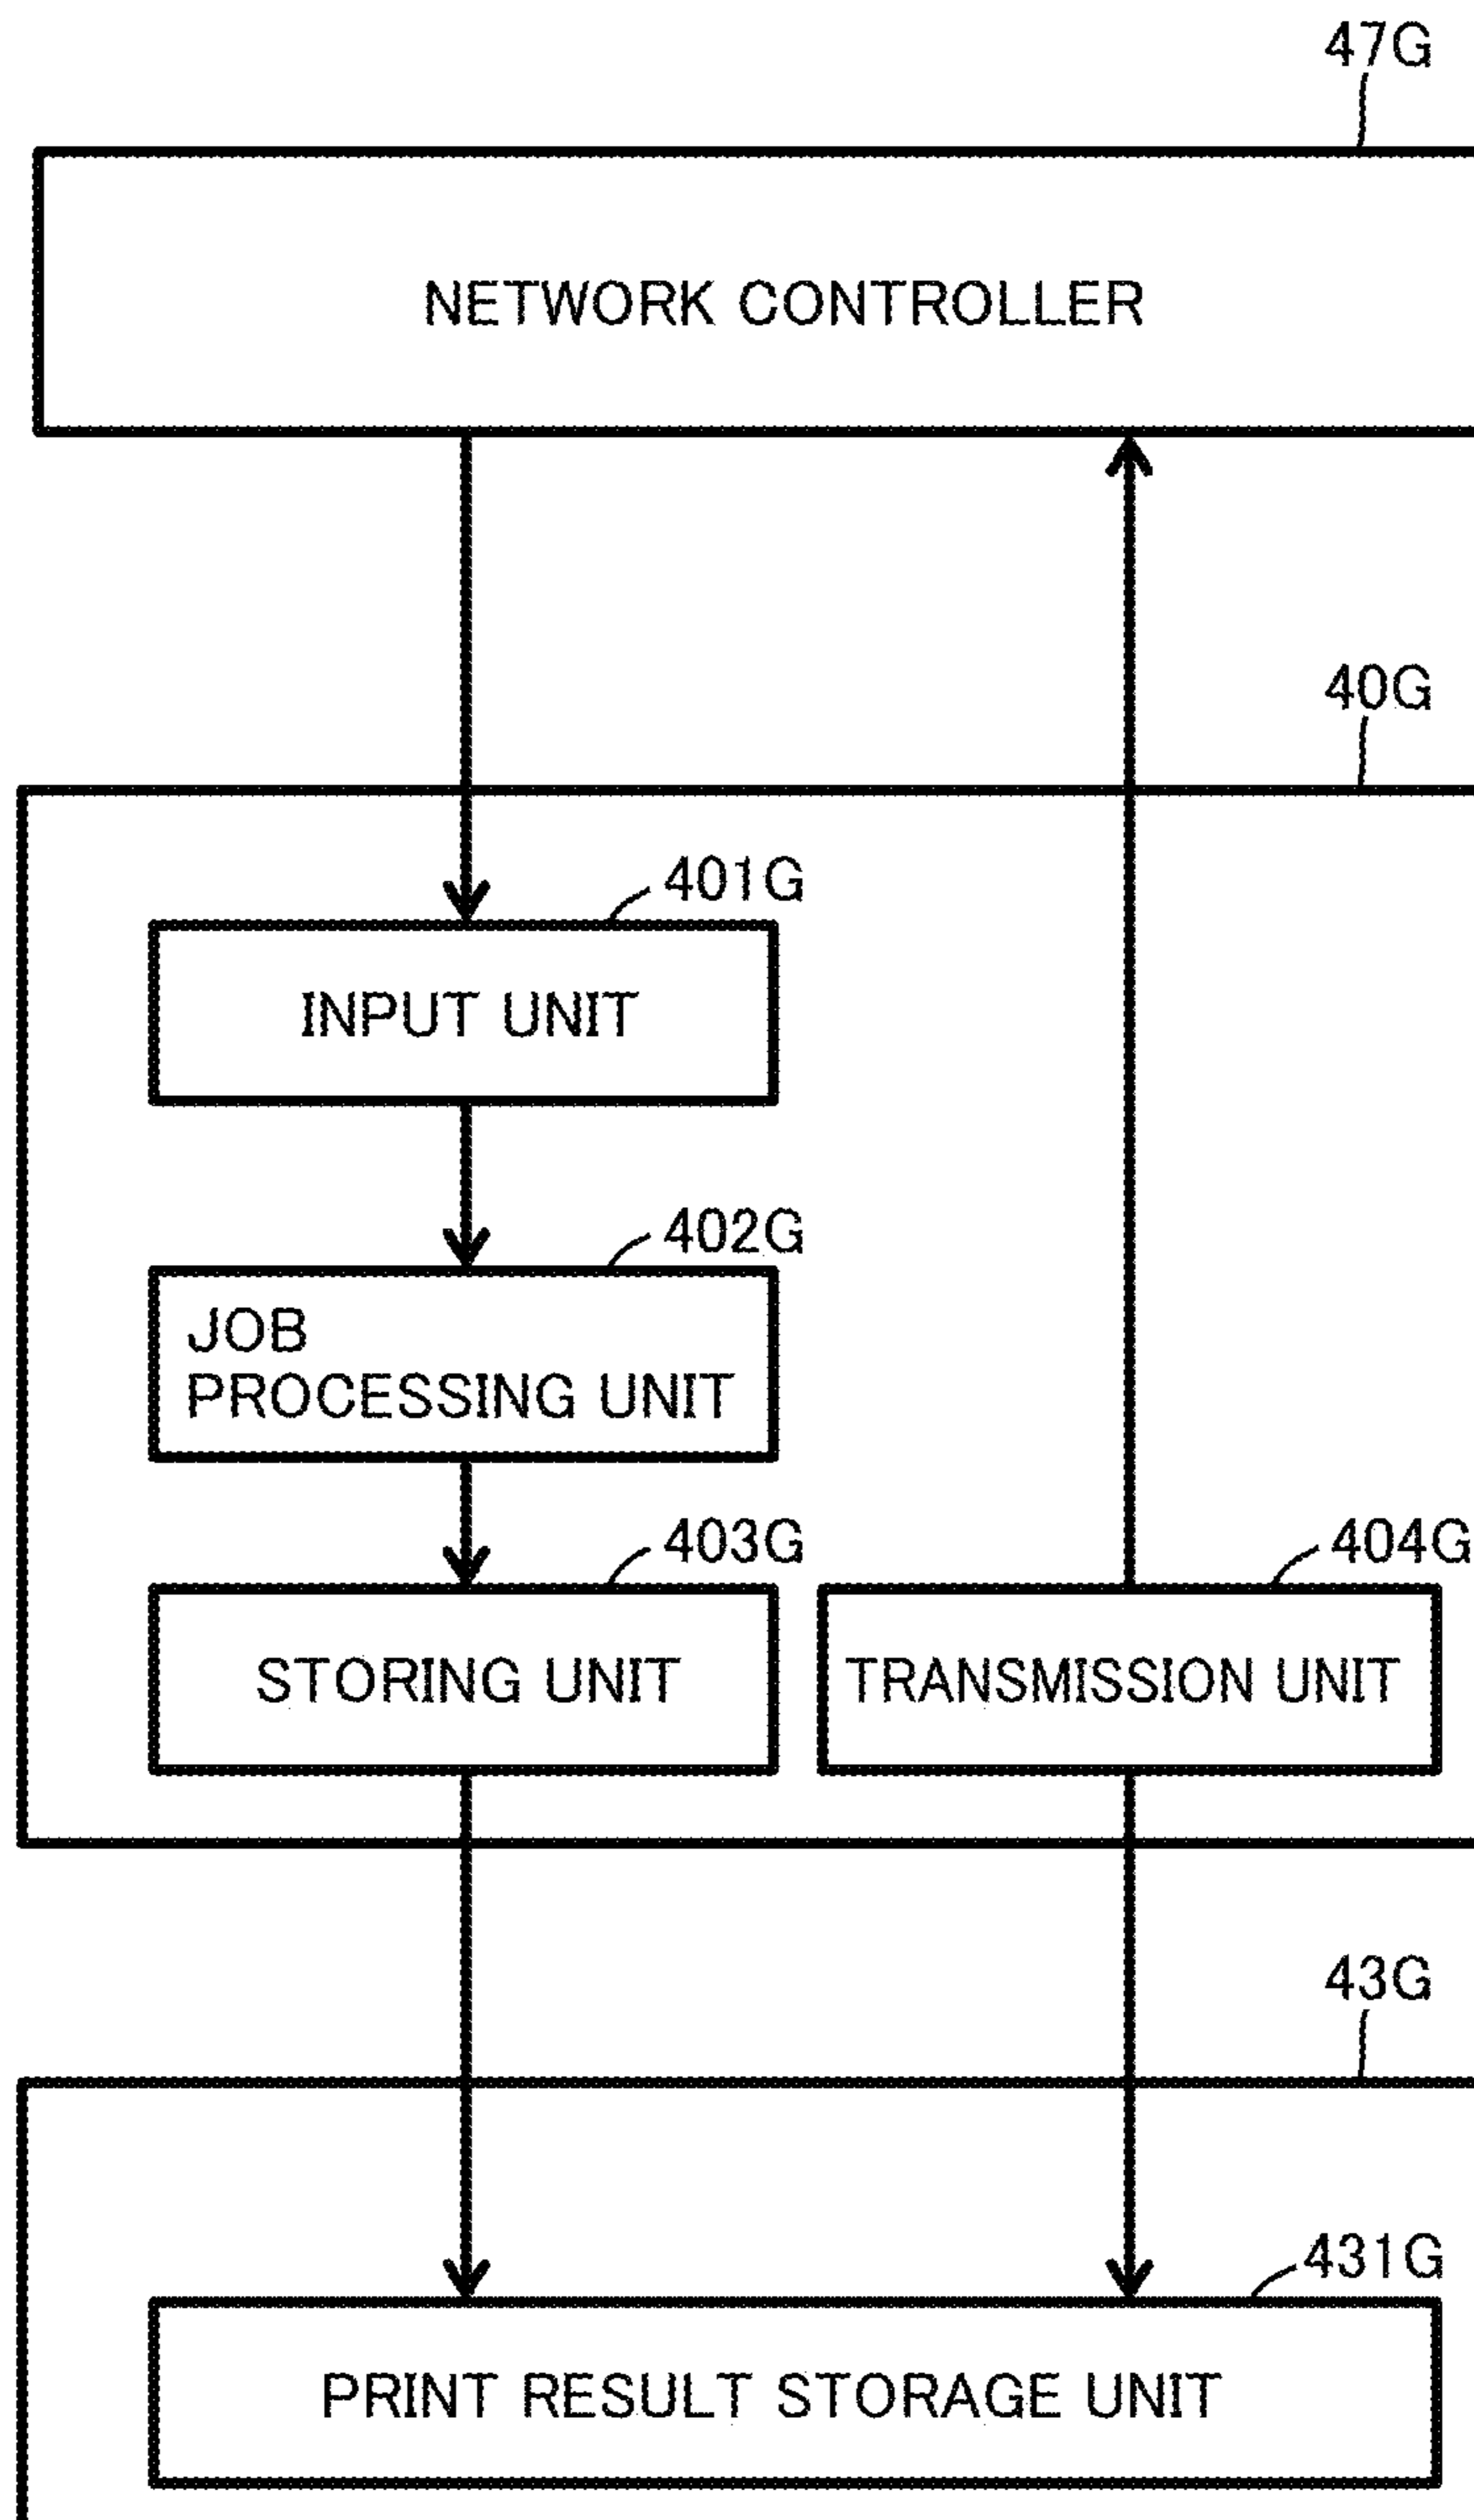 47G
NETWORK CONTROLLER
40G
401G
INPUT UNIT
402G
JOB
PROCESSING UNIT
403G
404G
STORING UNIT
TRANSMISSION UNIT
43G
431G
PRINT RESULT STORAGE UNIT